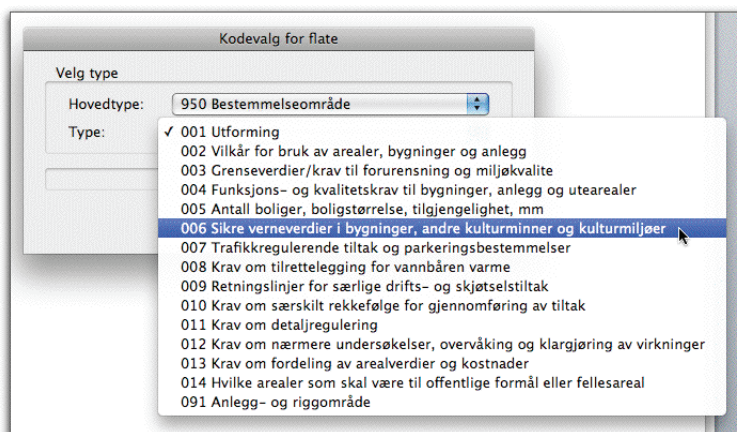 Kodevalg for flate
Velg type
Hovedtype: 950 Bestemmelseområde
Type: ✓ 001 Utforming
002 Vilkår for bruk av arealer, bygninger og anlegg
003 Grenseverdier/krav til forurensning og miljøkvalite
004 Funksjons- og kvalitetskrav til bygninger, anlegg og utearealer
005 Antall boliger, boligstørrelse, tilgjengelighet, mm
006 Sikre verneverdier i bygninger, andre kulturminner og kulturmiljøer
007 Trafikkregulerende tiltak og parkeringsbestemmelser
008 Krav om tilrettelegging for vannbåren varme
009 Retningslinjer for særlige drifts- og skjøtselstiltak
010 Krav om særskilt rekkefølge for gjennomføring av tiltak
011 Krav om detaljregulering
012 Krav om nærmere undersøkelser, overvåking og klargjøring av virkninger
013 Krav om fordeling av arealverdier og kostnader
014 Hvilke arealer som skal være til offentlige formål eller fellesareal
091 Anlegg- og riggområde